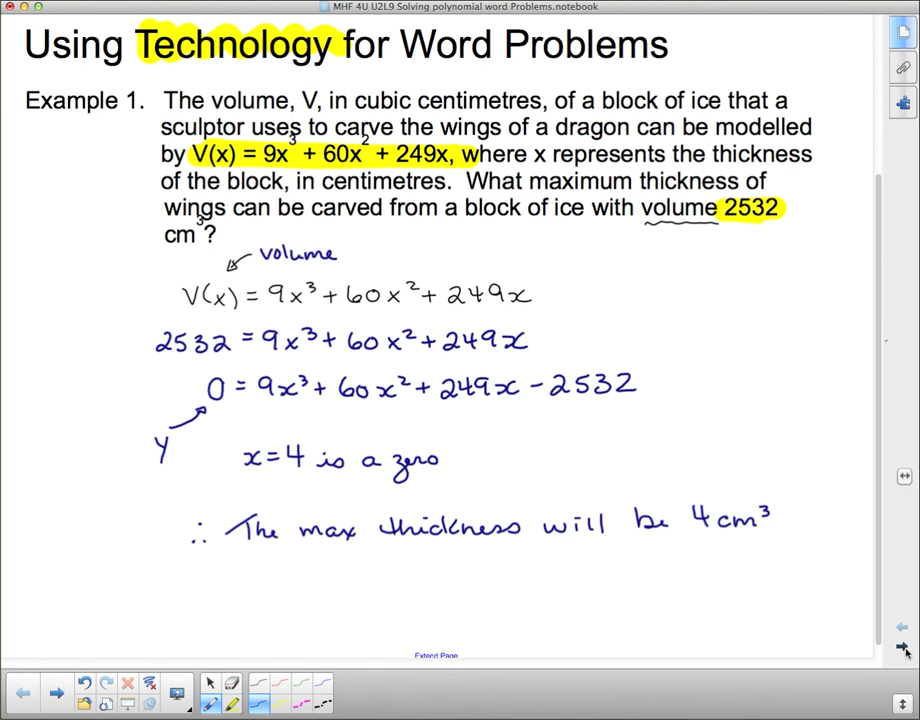 MHF 4U U2L9 Solving polynomial word Problems.notebook
Using Technology for Word Problems
Example 1. The volume, V, in cubic centimetres, of a block of ice that a
sculptor uses to carve the wings of a dragon can be modelled
by V(x) = 9x³ + 60x² + 249x, where x represents the thickness
of the block, in centimetres. What maximum thickness of
wings can be carved from a block of ice with volume 2532
cm³?
volume
V(x) = 9x³ + 60x² + 249x
2532 = 9x³ + 60x² + 249x
0 = 9x³ + 60x² + 249x - 2532
y
x = 4 is a zero
∴ The max thickness will be 4cm³
Extend Page